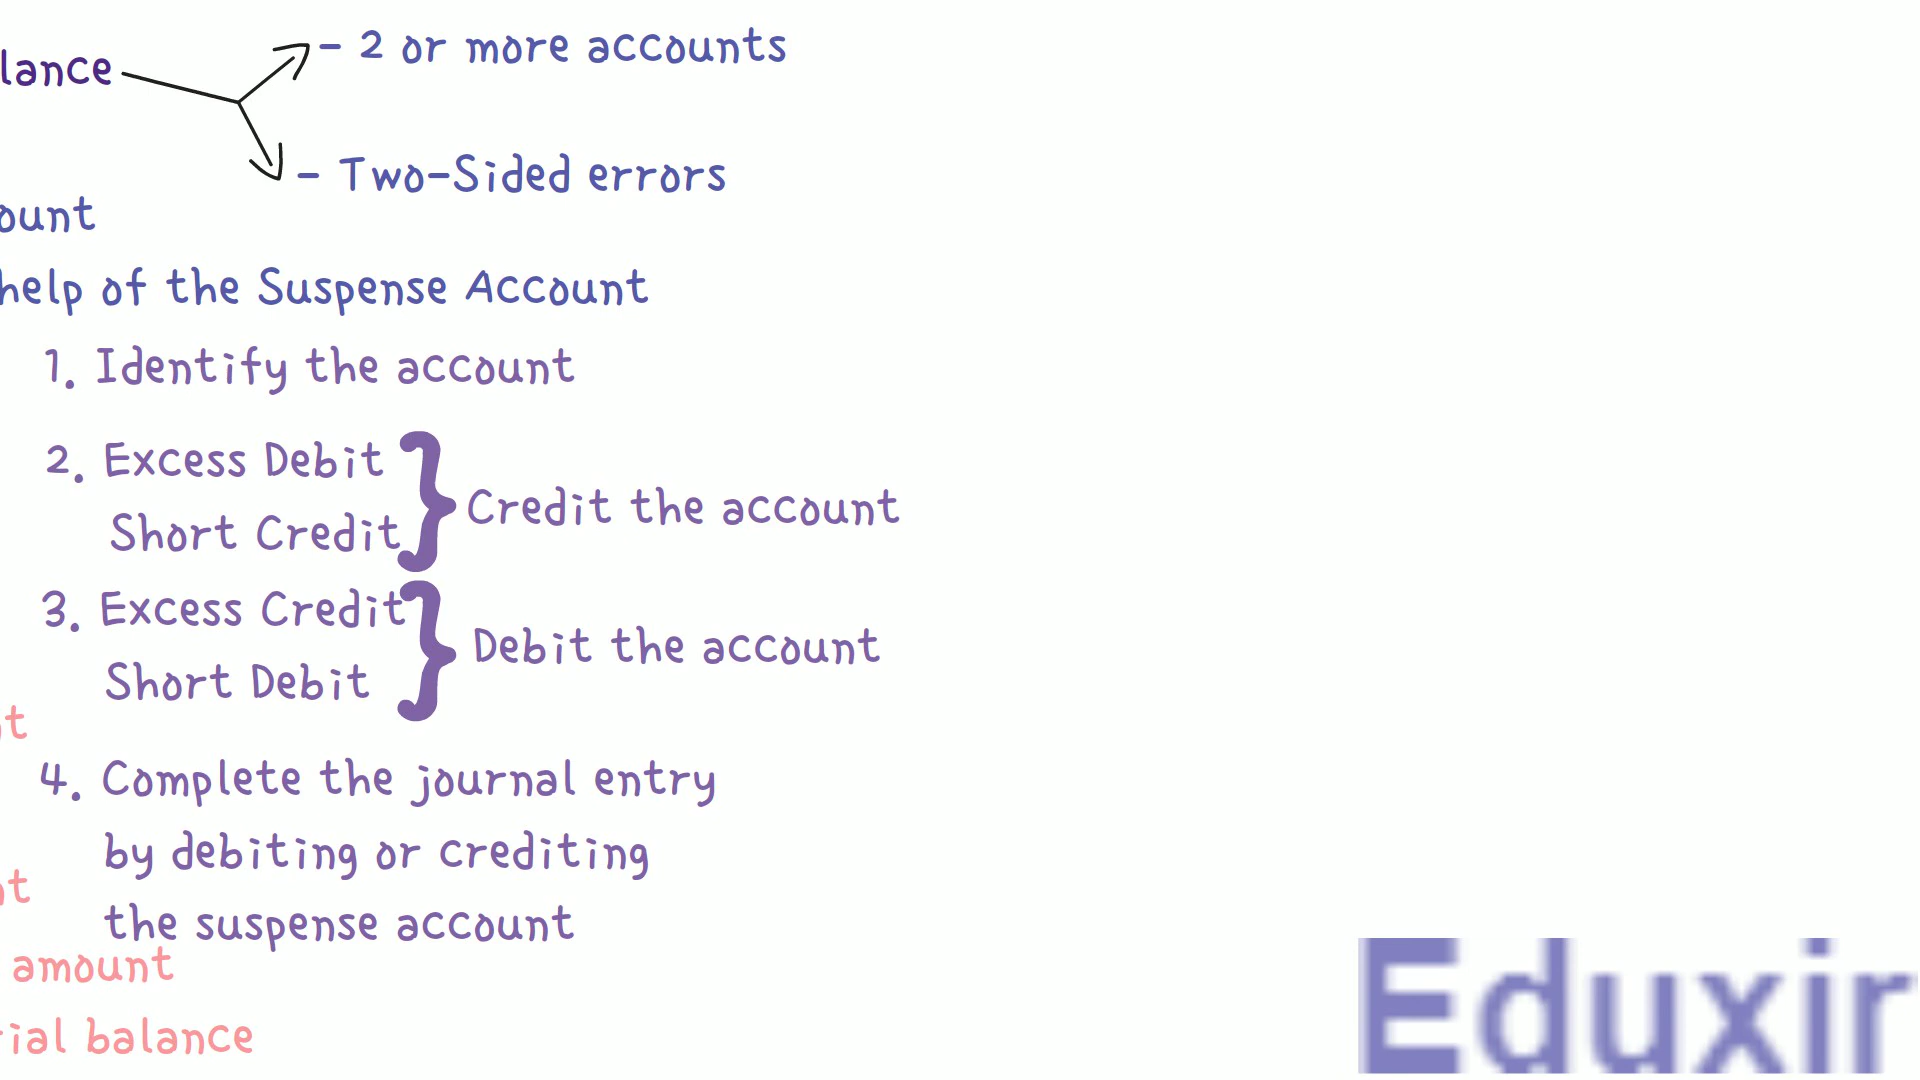 lance
- 2 or more accounts
- Two-Sided errors
ount
help of the Suspense Account
1. Identify the account
2. Excess Debit
Short Credit
Credit the account
3. Excess Credit
Short Debit
Debit the account
4. Complete the journal entry
by debiting or crediting
the suspense account
amount
rial balance
Eduxir